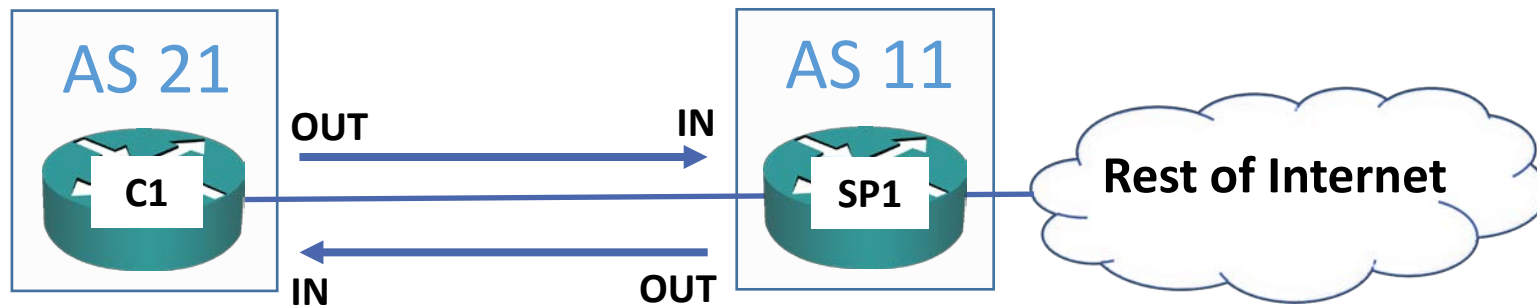 AS 21
AS 11
OUT
IN
C1
SP1
Rest of Internet
IN
OUT